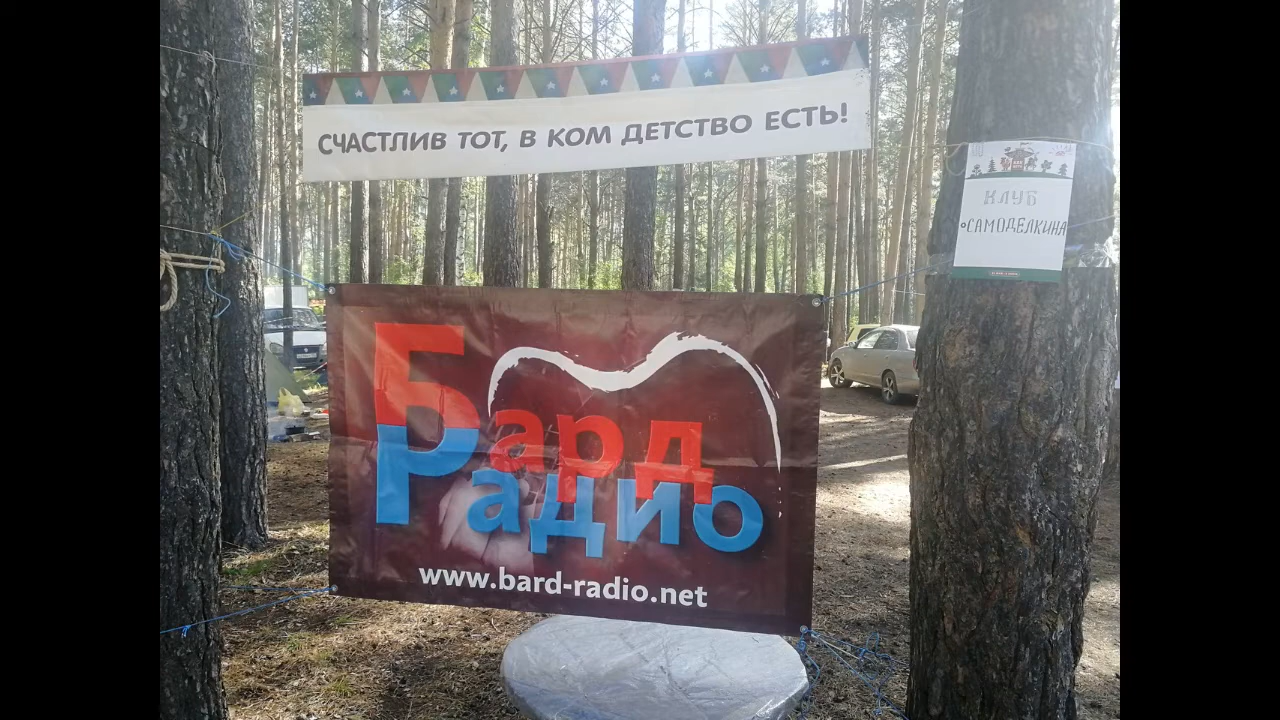 СЧАСТЛИВ ТОТ, В КОМ ДЕТСТВО ЕСТЬ!
КЛУБ
САМОДЕЛКИНА
Бард
Радио
www.bard-radio.net